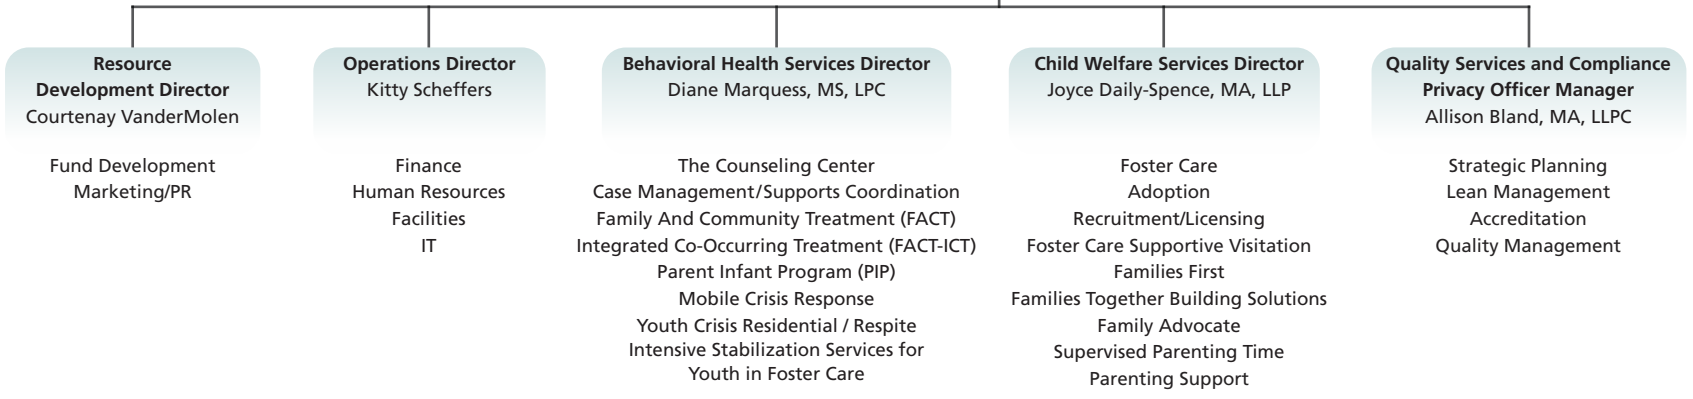 Resource
Development Director
Courtenay VanderMolen
Fund Development
Marketing/PR
Operations Director
Kitty Scheffers
Finance
Human Resources
Facilities
IT
Behavioral Health Services Director
Diane Marquess, MS, LPC
The Counseling Center
Case Management/Supports Coordination
Family And Community Treatment (FACT)
Integrated Co-Occurring Treatment (FACT-ICT)
Parent Infant Program (PIP)
Mobile Crisis Response
Youth Crisis Residential / Respite
Intensive Stabilization Services for
Youth in Foster Care
Child Welfare Services Director
Joyce Daily-Spence, MA, LLP
Foster Care
Adoption
Recruitment/Licensing
Foster Care Supportive Visitation
Families First
Families Together Building Solutions
Family Advocate
Supervised Parenting Time
Parenting Support
Quality Services and Compliance
Privacy Officer Manager
Allison Bland, MA, LLPC
Strategic Planning
Lean Management
Accreditation
Quality Management